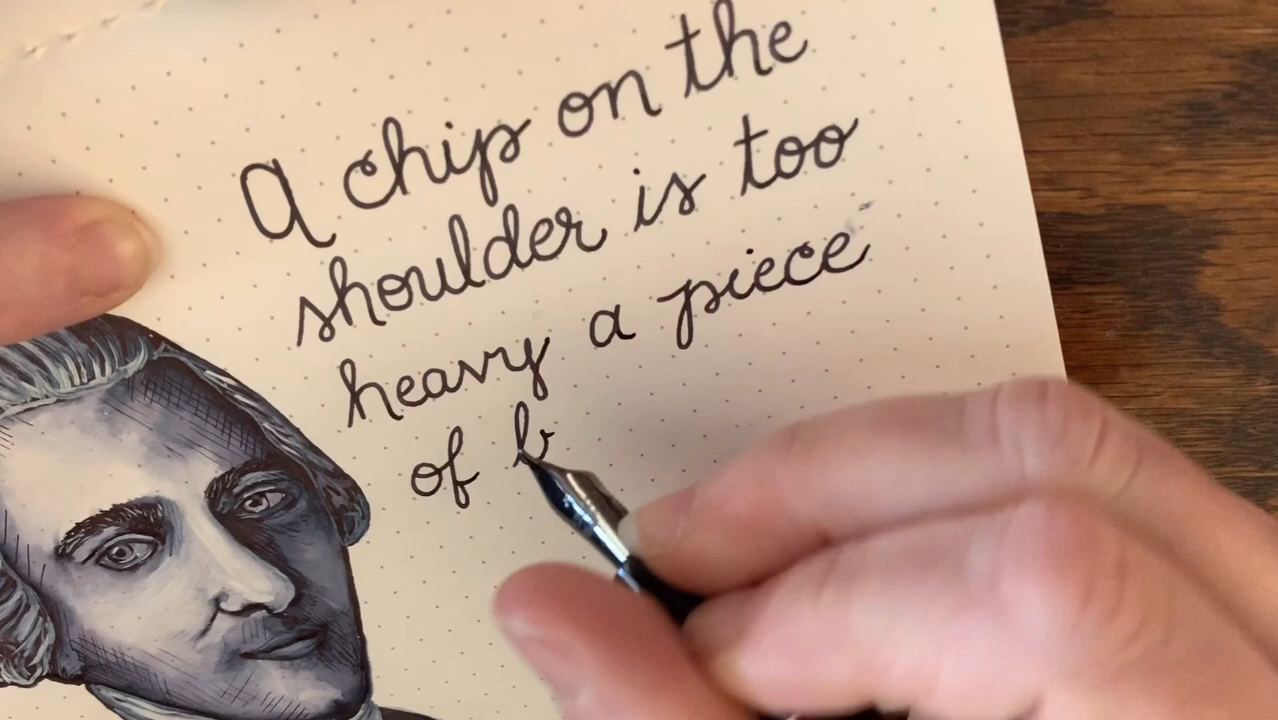 A chip on the
shoulder is too
heavy a piece
of b